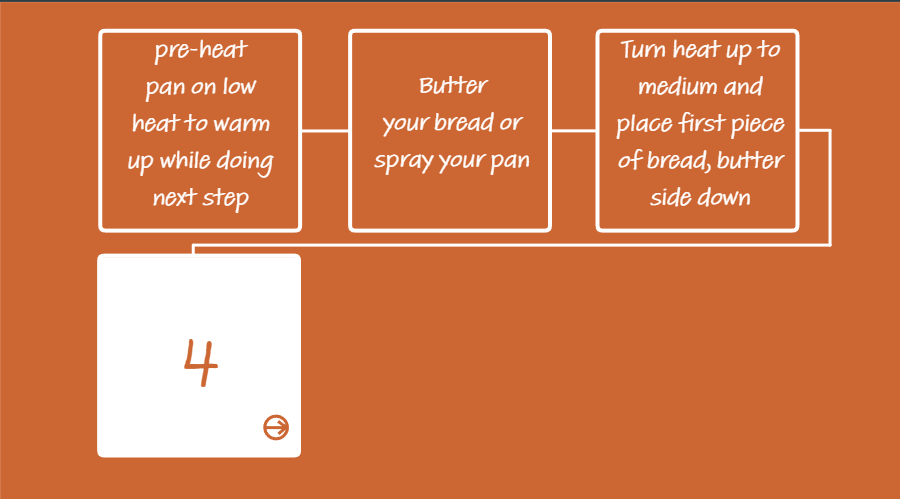 pre-heat
pan on low
heat to warm
up while doing
next step
Butter
your bread or
spray your pan
Turn heat up to
medium and
place first piece
of bread, butter
side down
4